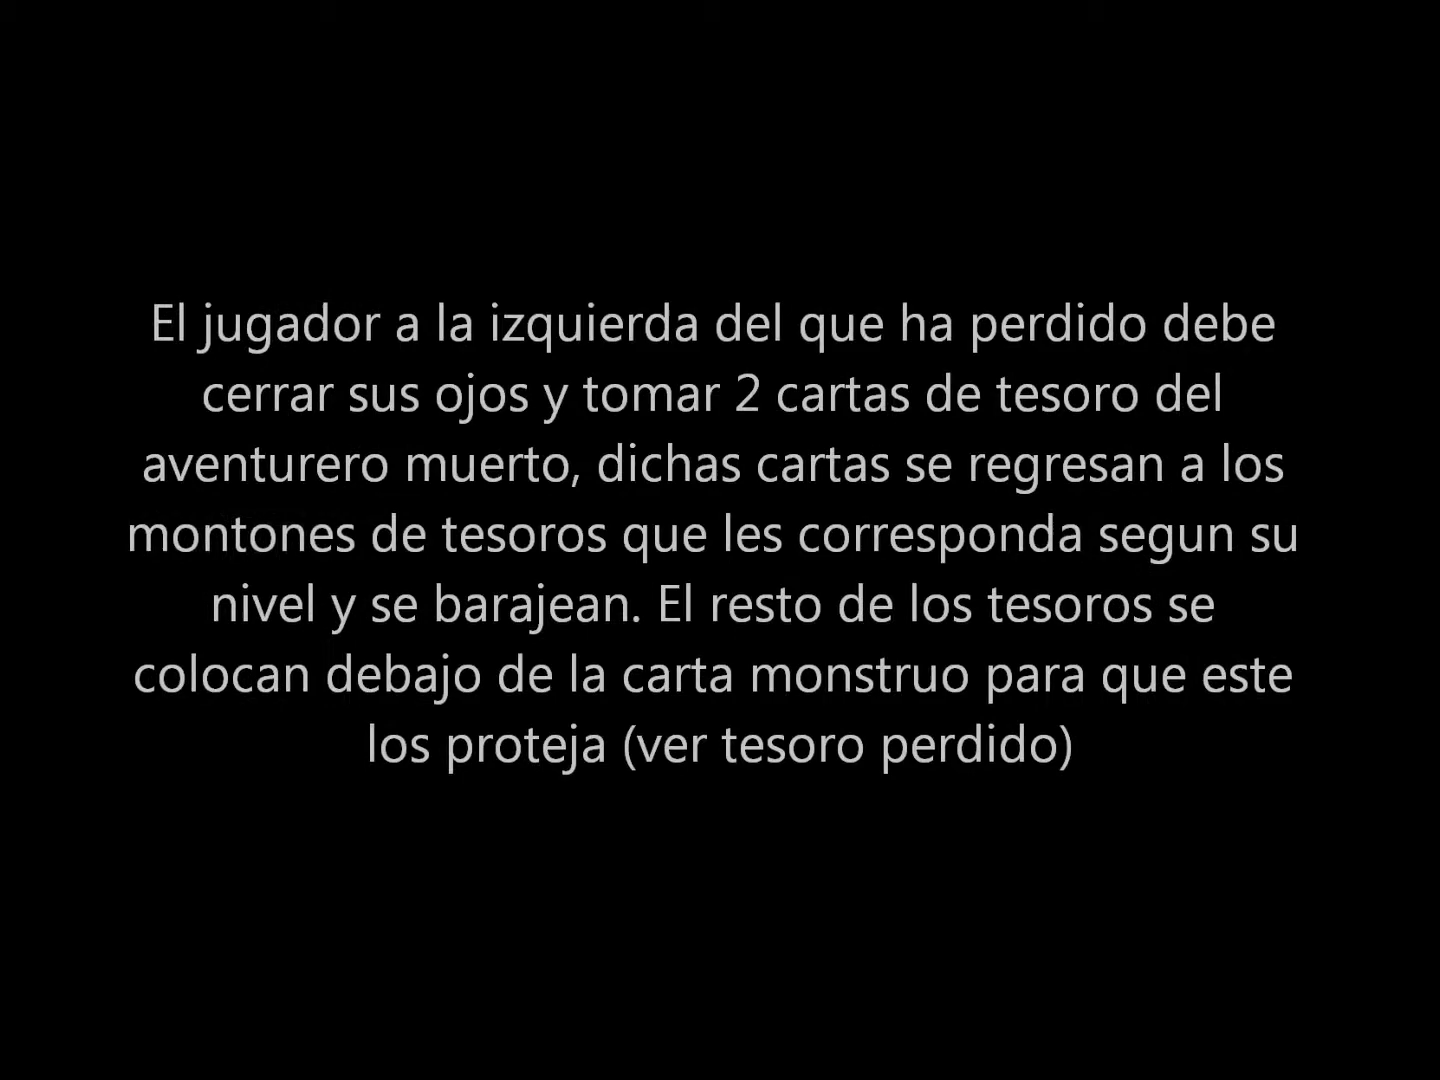 El jugador a la izquierda del que ha perdido debe
cerrar sus ojos y tomar 2 cartas de tesoro del
aventurero muerto, dichas cartas se regresan a los
montones de tesoros que les corresponda segun su
nivel y se barajean. El resto de los tesoros se
colocan debajo de la carta monstruo para que este
los proteja (ver tesoro perdido)